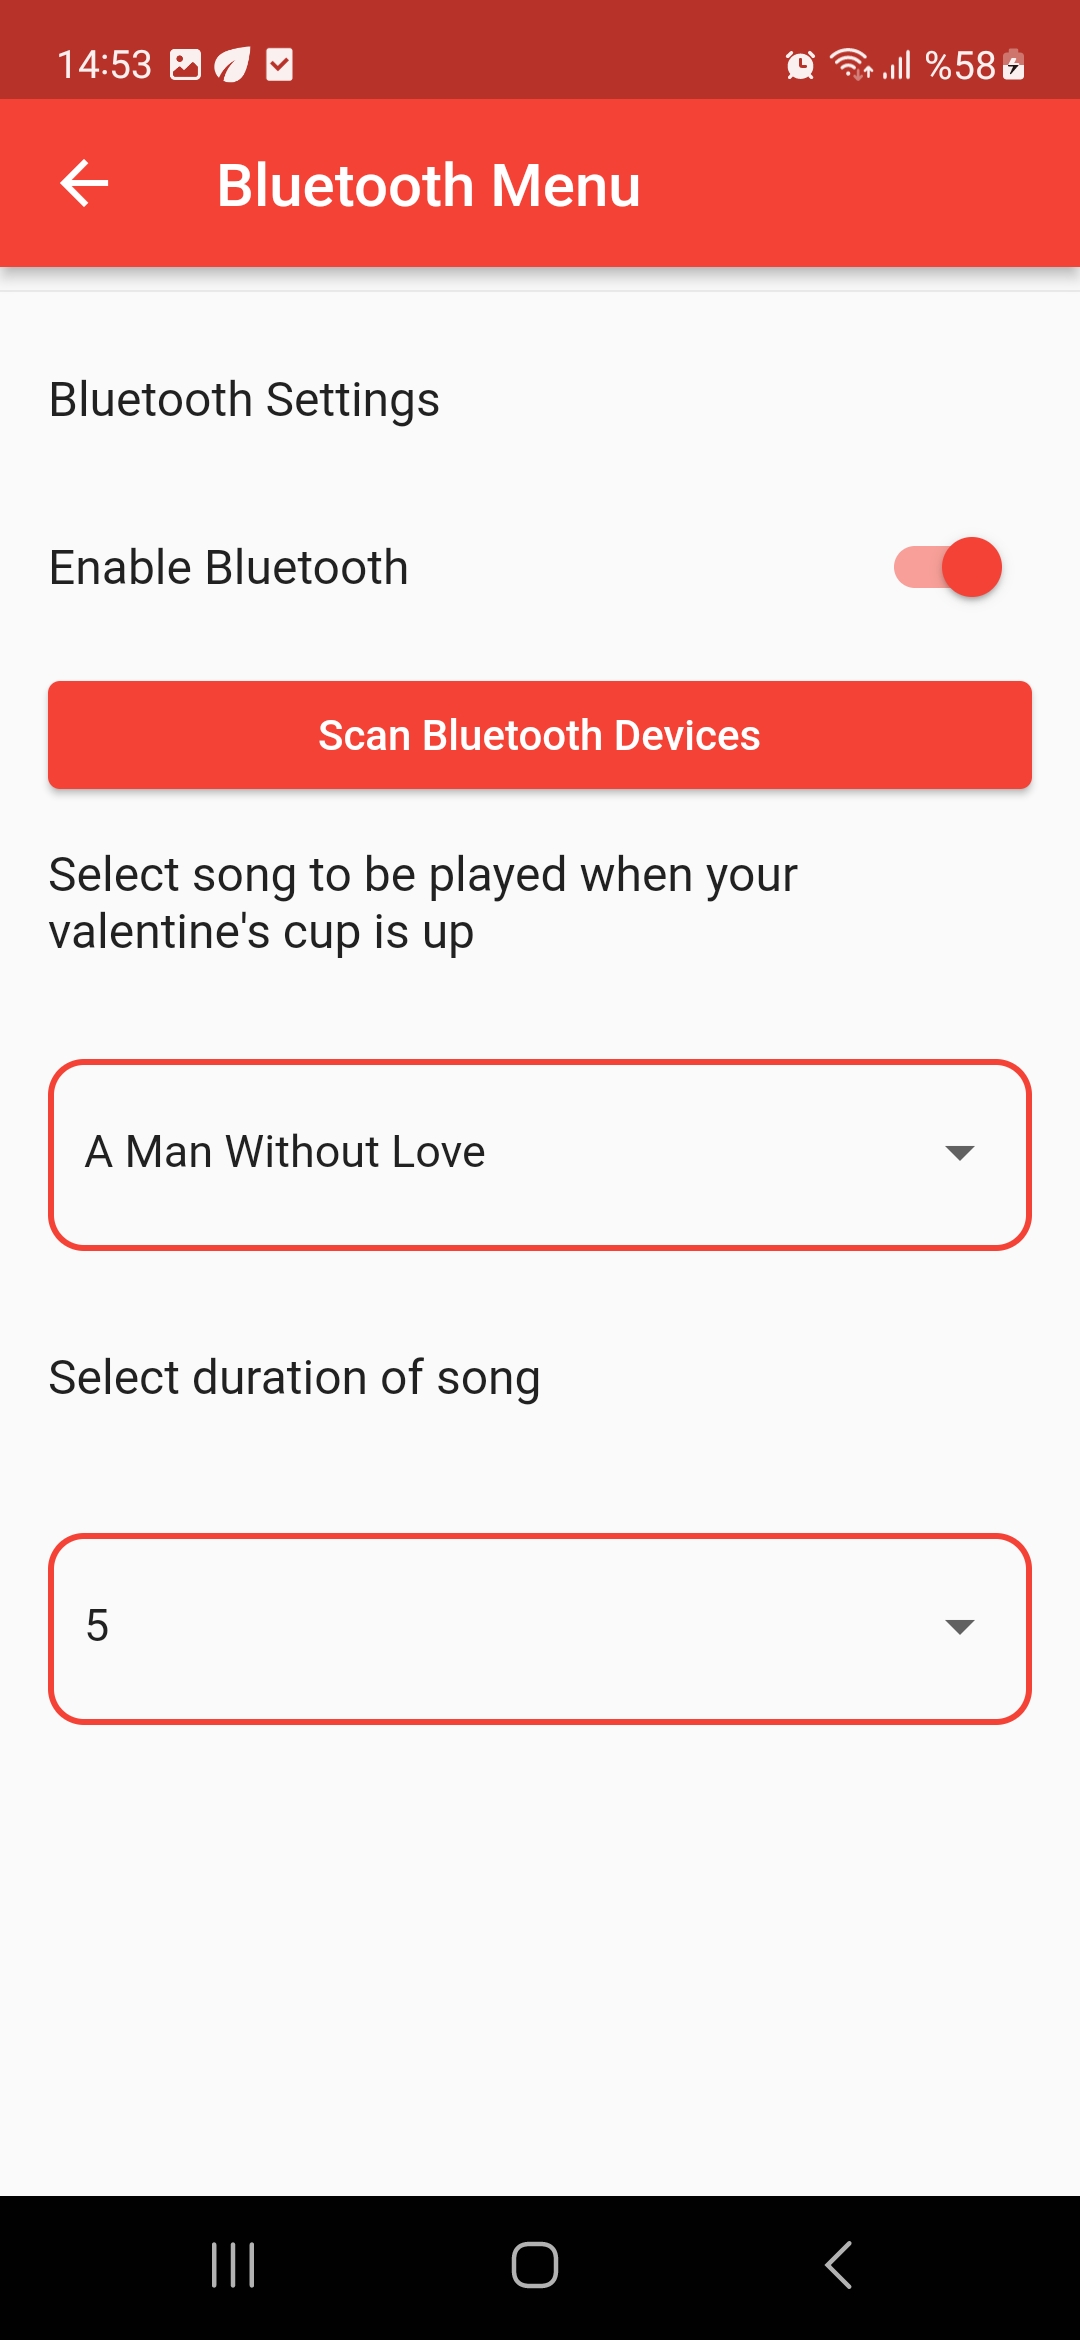 14:53 %58
Bluetooth Menu
Bluetooth Settings
Enable Bluetooth
Scan Bluetooth Devices
Select song to be played when your
valentine's cup is up
A Man Without Love
Select duration of song
5